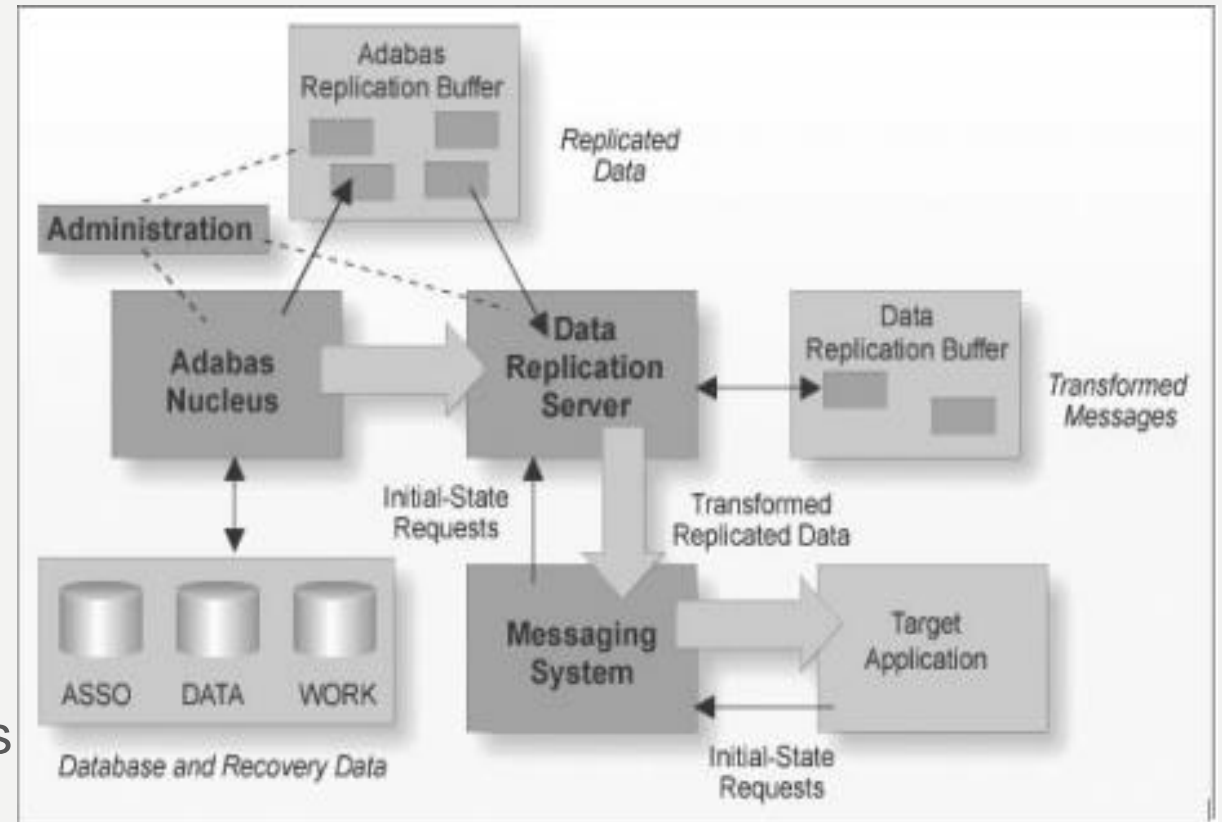 Adabas
Replication Buffer
Replicated
Data
Administration
Adabas
Nucleus
Data
Replication
Server
Data
Replication Buffer
Transformed
Messages
Initial-State
Requests
Transformed
Replicated Data
ASSO DATA WORK
Database and Recovery Data
Messaging
System
Target
Application
Initial-State
Requests
s